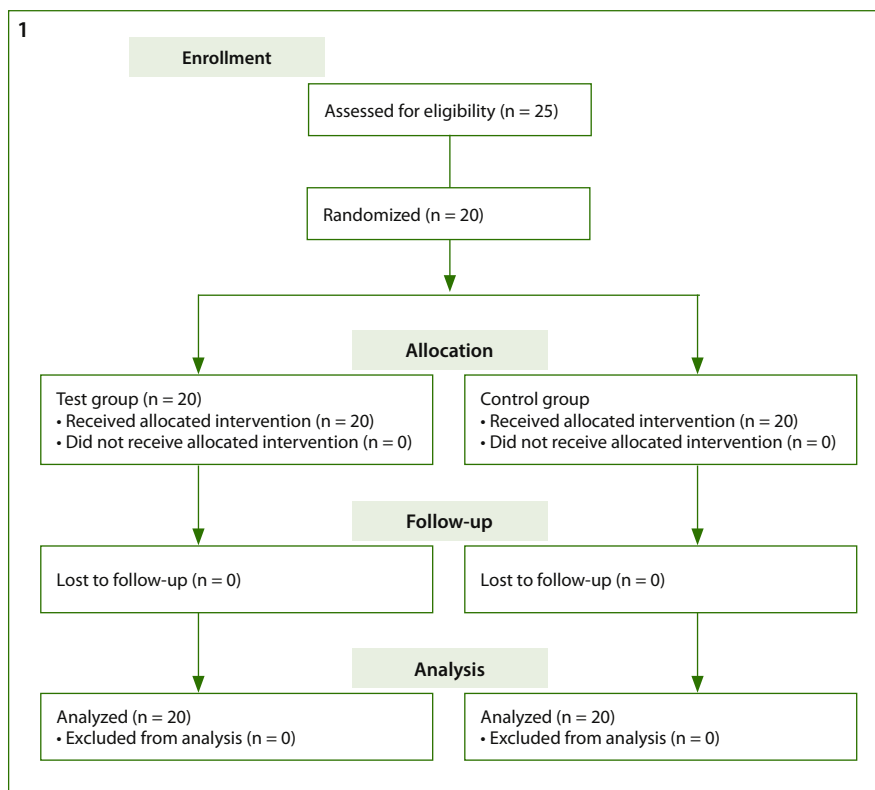 1
Enrollment
Assessed for eligibility (n = 25)
Randomized (n = 20)
Allocation
Test group (n = 20)
• Received allocated intervention (n = 20)
• Did not receive allocated intervention (n = 0)
Control group
• Received allocated intervention (n = 20)
• Did not receive allocated intervention (n = 0)
Follow-up
Lost to follow-up (n = 0)
Lost to follow-up (n = 0)
Analysis
Analyzed (n = 20)
• Excluded from analysis (n = 0)
Analyzed (n = 20)
• Excluded from analysis (n = 0)